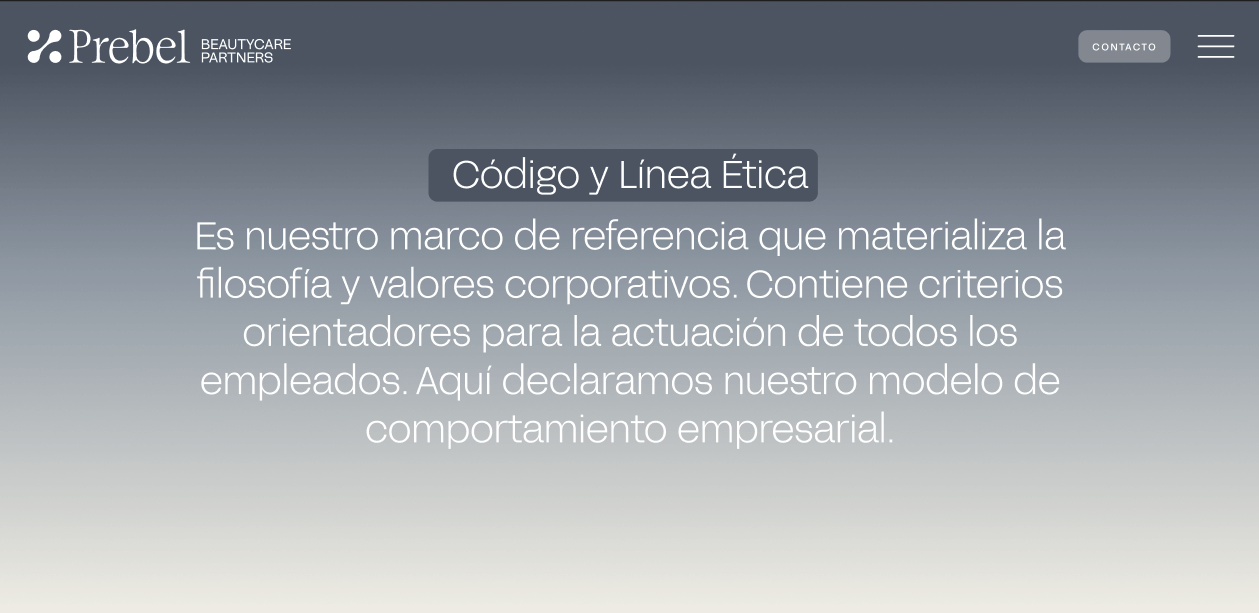 Prebel BEAUTYCARE
PARTNERS
CONTACTO
Código y Línea Ética
Es nuestro marco de referencia que materializa la
filosofía y valores corporativos. Contiene criterios
orientadores para la actuación de todos los
empleados. Aquí declaramos nuestro modelo de
comportamiento empresarial.